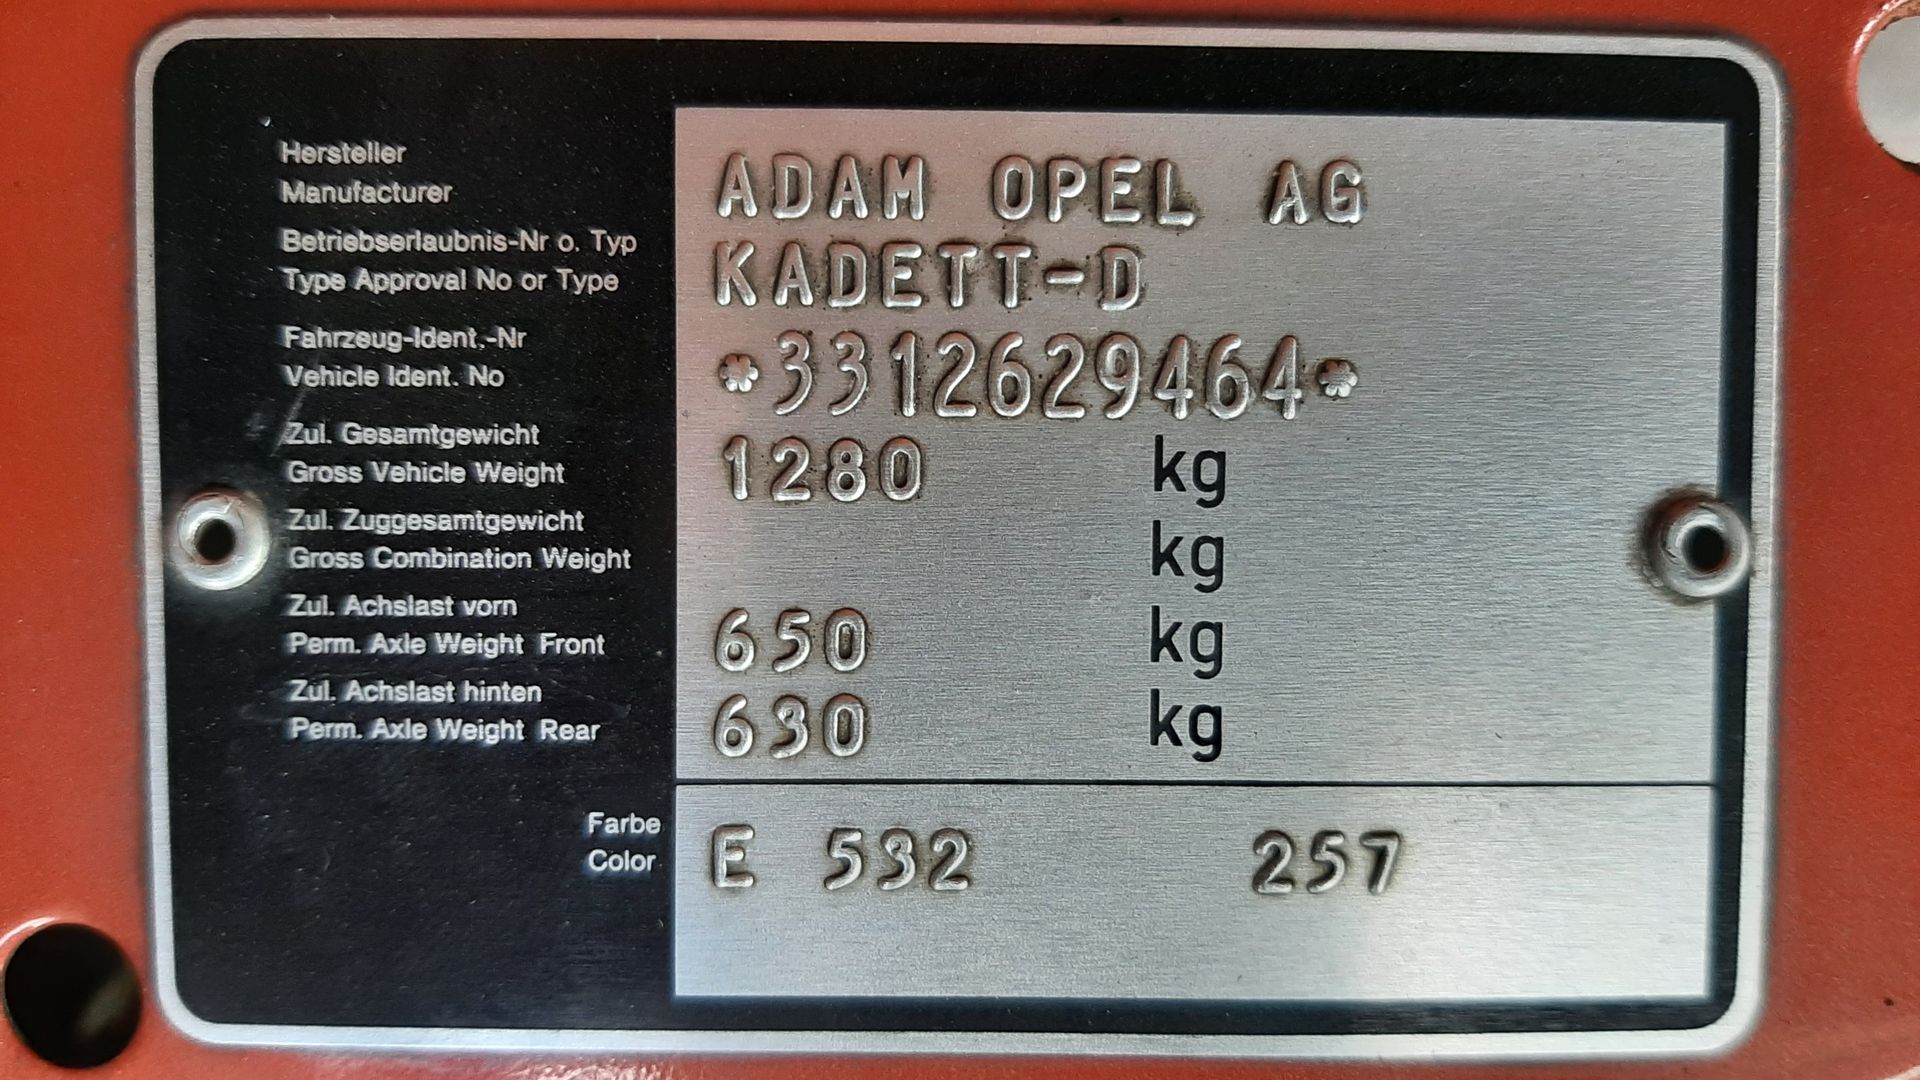 Hersteller
Manufacturer
ADAM OPEL AG
Betriebserlaubnis-Nr o. Typ
Type Approval No or Type
KADETT-D
Fahrzeug-Ident.-Nr
Vehicle Ident. No
*3312629464*
Zul. Gesamtgewicht
Gross Vehicle Weight
1280 kg
Zul. Zuggesamtgewicht
Gross Combination Weight
kg
Zul. Achslast vorn
Perm. Axle Weight Front
650 kg
Zul. Achslast hinten
Perm. Axle Weight Rear
630 kg
Farbe
Color
E 532 257